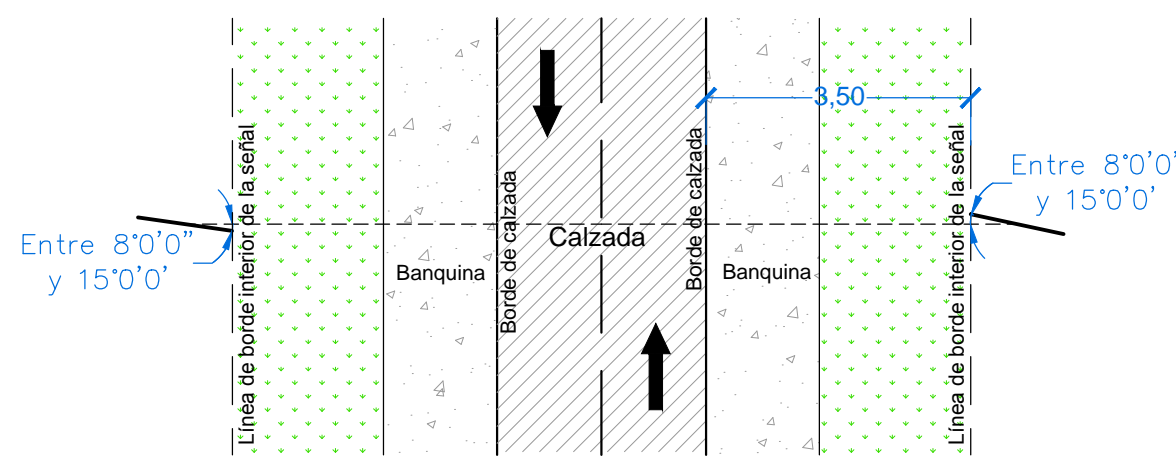 3,50
Línea de borde interior de la señal
Borde de calzada
Borde de calzada
Línea de borde interior de la señal
Entre 8°0'0"
y 15°0'0'
Banquina
Calzada
Banquina
Entre 8°0'0'
y 15°0'0'